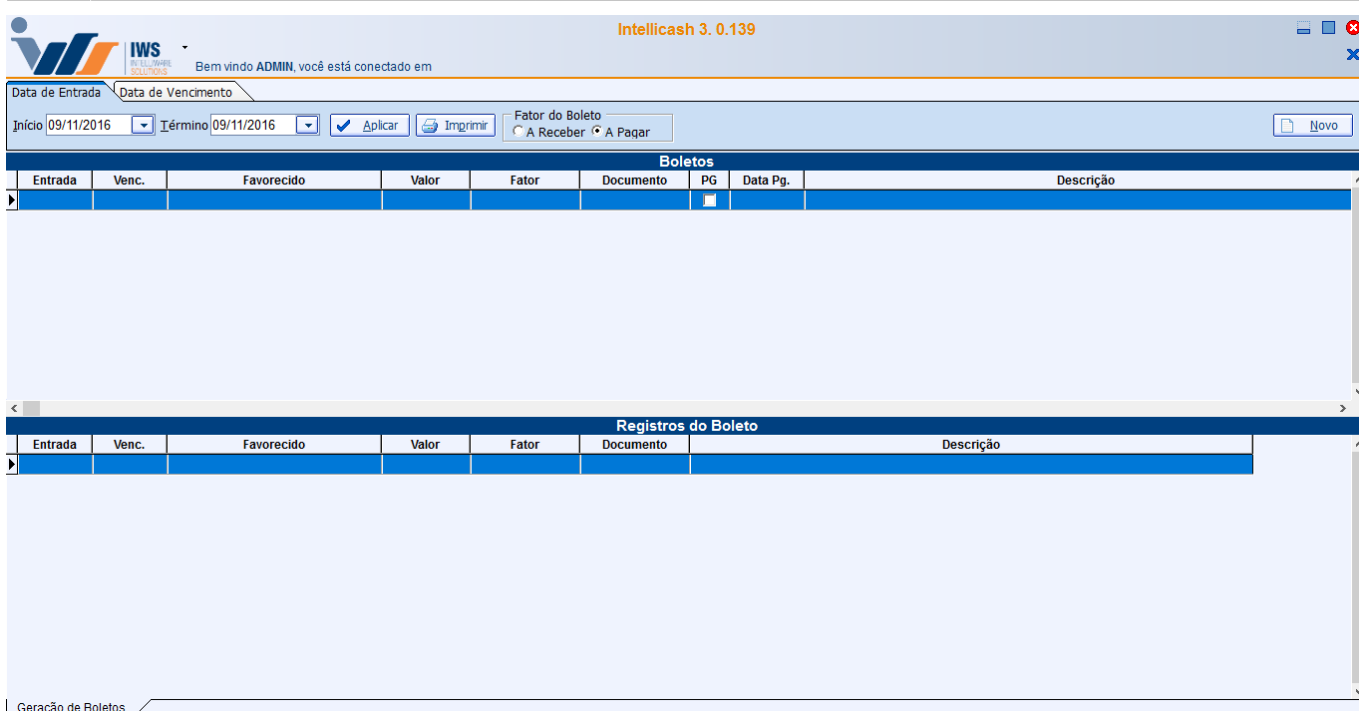 Intellicash 3. 0.139
IWS
INTELLIWARE
SOLUTIONS
Bem vindo ADMIN, você está conectado em
Data de Entrada Data de Vencimento
Início 09/11/2016 Término 09/11/2016 Aplicar Imprimir Fator do Boleto A Receber A Pagar Novo
Boletos
Entrada Venc. Favorecido Valor Fator Documento PG Data Pg. Descrição
Registros do Boleto
Entrada Venc. Favorecido Valor Fator Documento Descrição
Geração de Boletos